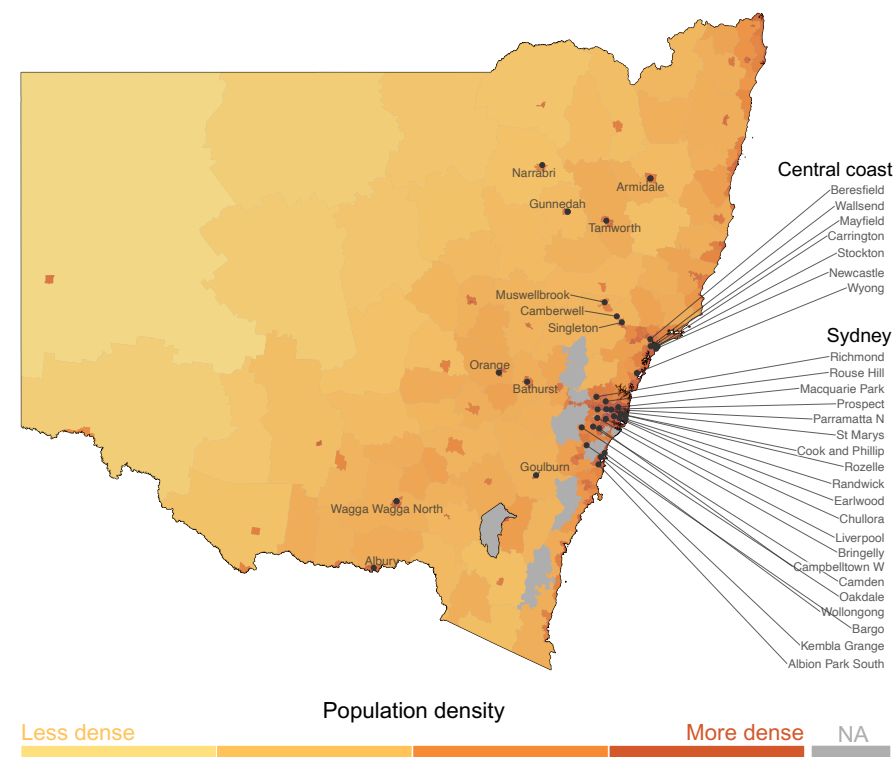 Central coast
Beresfield
Wallsend
Mayfield
Carrington
Stockton
Newcastle
Wyong
Narrabri
Armidale
Gunnedah
Tamworth
Muswellbrook
Camberwell
Singleton
Orange
Bathurst
Goulburn
Wagga Wagga North
Albury
Sydney
Richmond
Rouse Hill
Macquarie Park
Prospect
Parramatta N
St Marys
Cook and Phillip
Rozelle
Randwick
Earlwood
Chullora
Liverpool
Bringelly
Campbelltown W
Camden
Oakdale
Wollongong
Bargo
Kembla Grange
Albion Park South
Population density
Less dense
More dense
NA